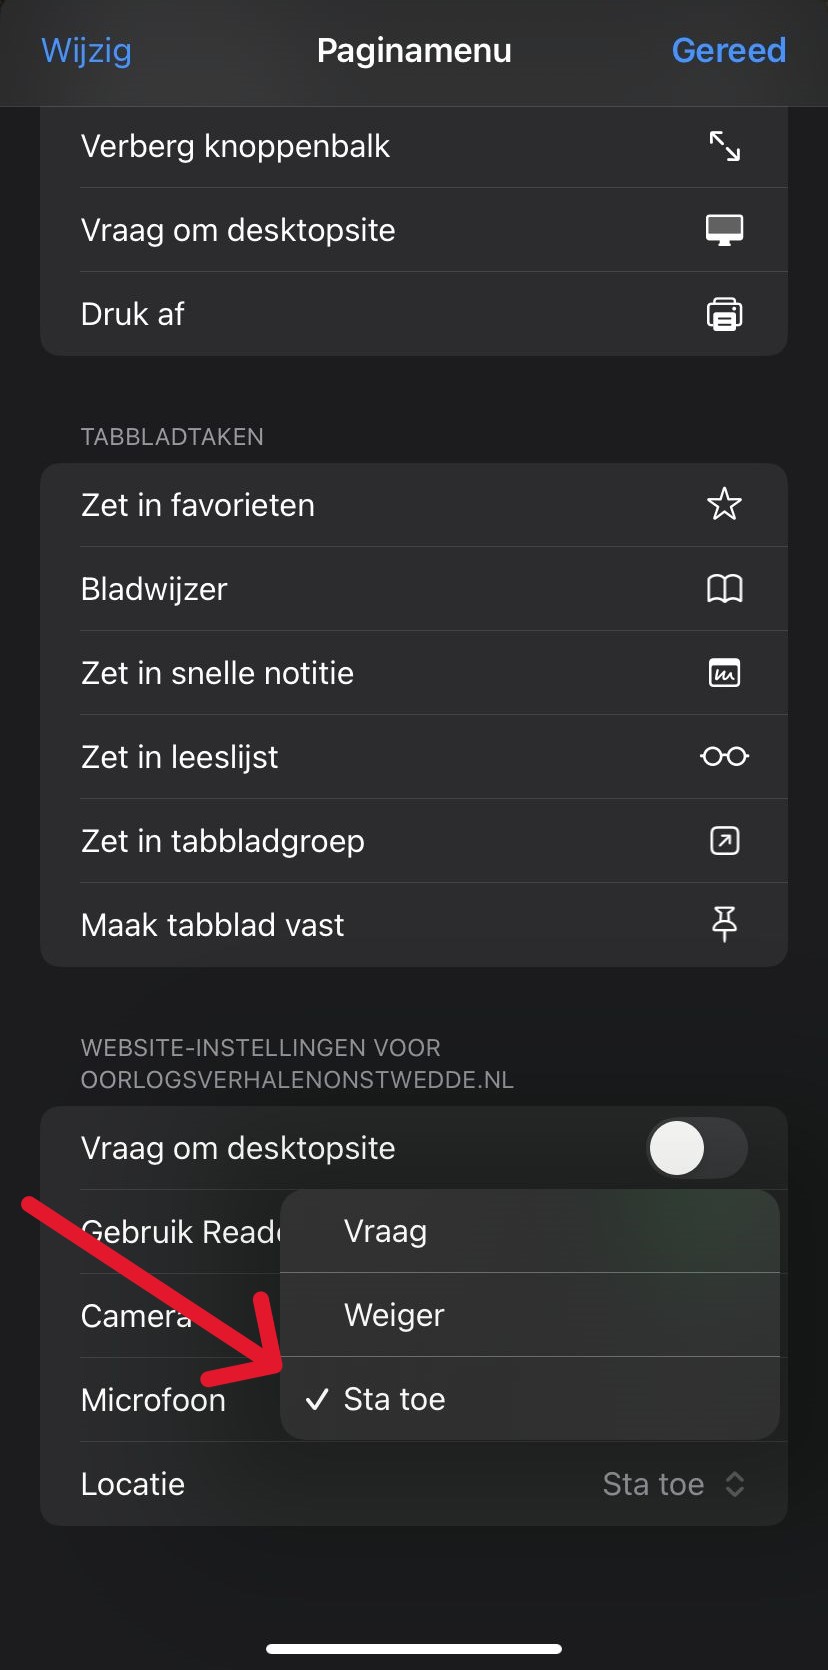 Wijzig Paginamenu Gereed
Verberg knoppenbalk
Vraag om desktopsite
Druk af
TABBLADTAKEN
Zet in favorieten
Bladwijzer
Zet in snelle notitie
Zet in leeslijst
Zet in tabbladgroep
Maak tabblad vast
WEBSITE-INSTELLINGEN VOOR
OORLOGSVERHALENONSTWEDDE.NL
Vraag om desktopsite
Gebruik Reade
Vraag
Camera
Weiger
Microfoon
Sta toe
Locatie Sta toe